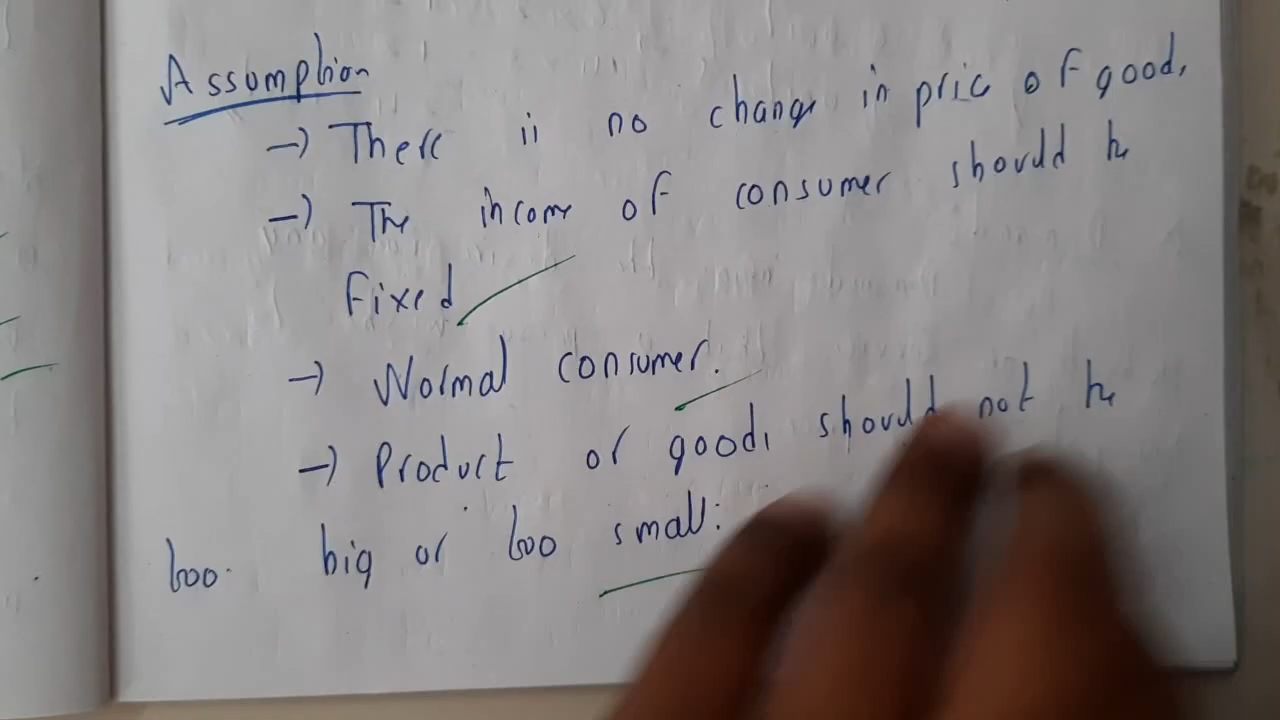 Assumption
→ There is no change in price of good,
→ The income of consumer should be
Fixed
→ Normal consumer.
→ Product or goods should not be
too big or too small.